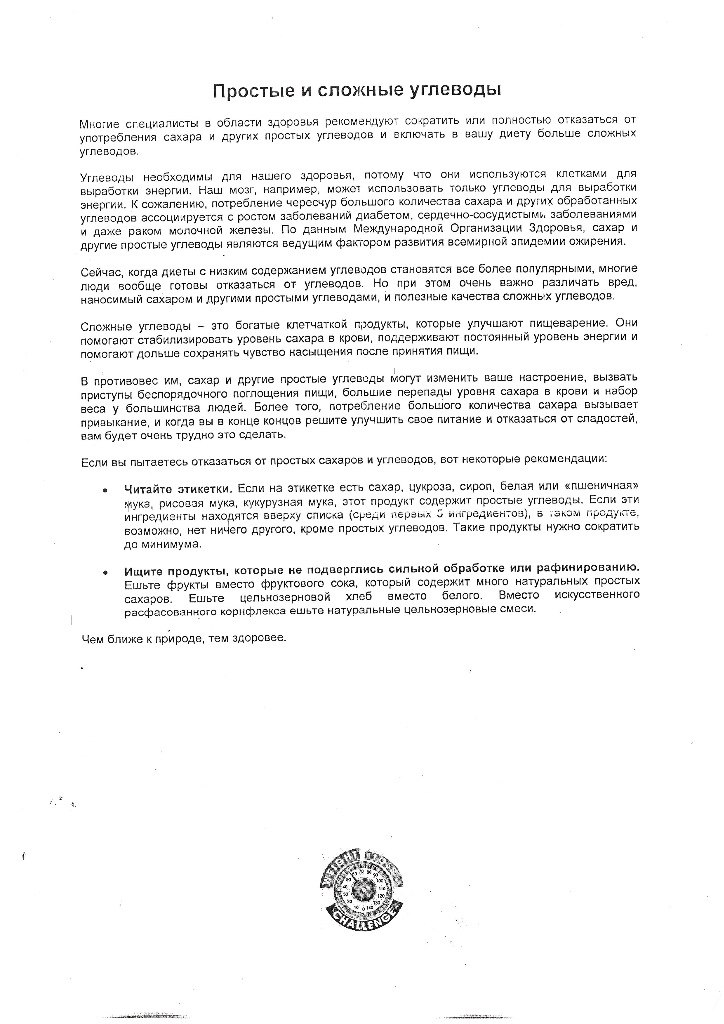 Простые и сложные углеводы
Многие специалисты в области здоровья рекомендуют сократить или полностью отказаться от
употребления сахара и других простых углеводов и включать в вашу диету больше сложных
углеводов.
Углеводы необходимы для нашего здоровья, потому что они используются клетками для
выработки энергии. Наш мозг, например, может использовать только углеводы для выработки
энергии. К сожалению, потребление чересчур большого количества сахара и других обработанных
углеводов ассоциируется с ростом заболеваний диабетом, сердечно-сосудистыми заболеваниями
и даже раком молочной железы. По данным Международной Организации Здоровья, сахар и
другие простые углеводы являются ведущим фактором развития всемирной эпидемии ожирения.
Сейчас, когда диеты с низким содержанием углеводов становятся все более популярными, многие
люди вообще готовы отказаться от углеводов. Но при этом очень важно различать вред,
наносимый сахаром и другими простыми углеводами, и полезные качества сложных углеводов.
Сложные углеводы – это богатые клетчаткой продукты, которые улучшают пищеварение. Они
помогают стабилизировать уровень сахара в крови, поддерживают постоянный уровень энергии и
помогают дольше сохранять чувство насыщения после принятия пищи.
В противовес им, сахар и другие простые углеводы могут изменить ваше настроение, вызвать
приступы беспорядочного поглощения пищи, большие перепады уровня сахара в крови и набор
веса у большинства людей. Более того, потребление большого количества сахара вызывает
привыкание, и когда вы в конце концов решите улучшить свое питание и отказаться от сладостей,
вам будет очень трудно это сделать.
Если вы пытаетесь отказаться от простых сахаров и углеводов, вот некоторые рекомендации:
• Читайте этикетки. Если на этикетке есть сахар, цукроза, сироп, белая или «пшеничная»
мука, рисовая мука, кукурузная мука, этот продукт содержит простые углеводы. Если эти
ингредиенты находятся вверху списка (среди первых 5 ингредиентов), в таком продукте,
возможно, нет ничего другого, кроме простых углеводов. Такие продукты нужно сократить
до минимума.
• Ищите продукты, которые не подверглись сильной обработке или рафинированию.
Ешьте фрукты вместо фруктового сока, который содержит много натуральных простых
сахаров. Ешьте цельнозерновой хлеб вместо белого. Вместо искусственного
расфасованного корнфлекса ешьте натуральные цельнозерновые смеси.
Чем ближе к природе, тем здоровее.
CHALLENGE